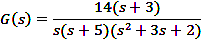 G(s) = 14(s + 3) / s(s + 5)(s² + 3s + 2)